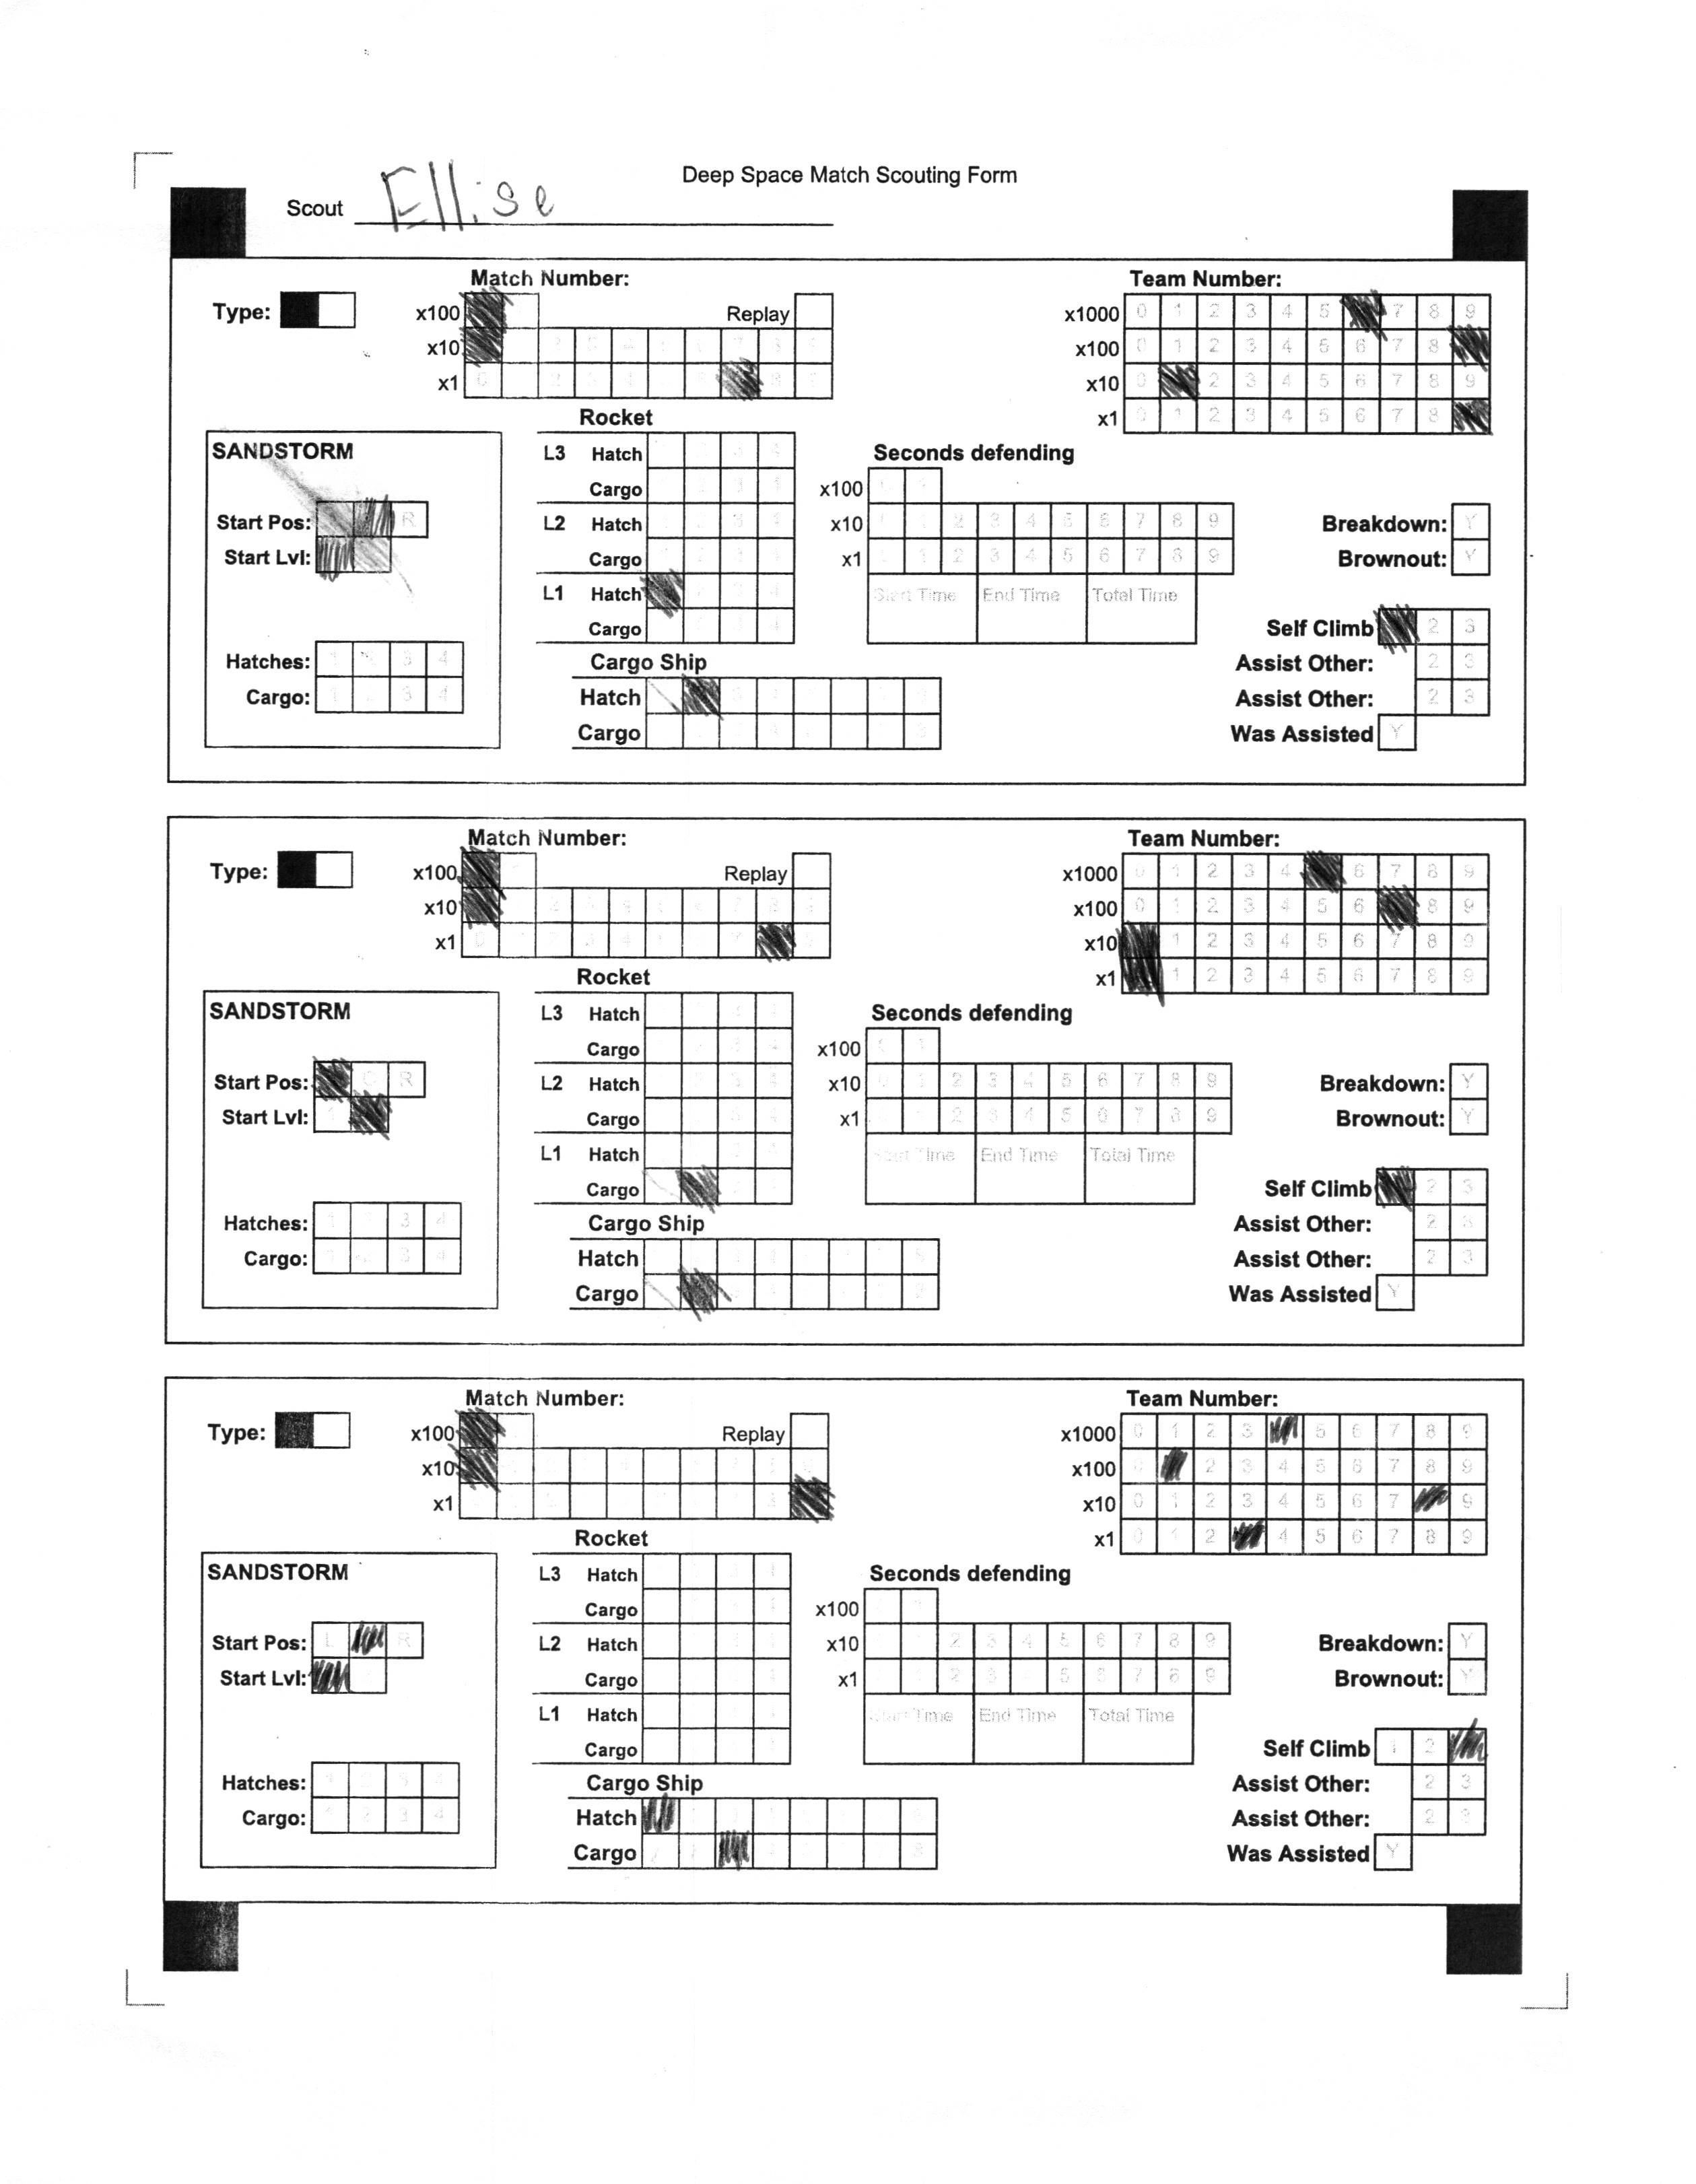 Deep Space Match Scouting Form
Scout Ellise
Match Number: Team Number:
Type: x100 Replay x1000 0 1 2 3 4 5 7 8 9
x10 x100 0 1 2 3 4 5 6 7 8
x1 x10 0 2 3 4 5 6 7 8 9
Rocket x1 0 1 2 3 4 5 6 7 8
SANDSTORM L3 Hatch Seconds defending
Cargo x100
Start Pos: R L2 Hatch x10 2 3 4 5 6 7 8 9 Breakdown: Y
Start Lvl: Cargo x1 1 2 3 4 5 6 7 8 9 Brownout: Y
L1 Hatch Start Time End Time Total Time
Cargo Self Climb 2 3
Hatches: 1 2 3 4 Cargo Ship Assist Other: 2 3
Cargo: 1 2 3 4 Hatch Assist Other: 2 3
Cargo Was Assisted Y
Match Number: Team Number:
Type: x100 Replay x1000 0 1 2 3 4 6 7 8 9
x10 x100 0 1 2 3 4 5 6 8 9
x1 x10 1 2 3 4 5 6 7 8 9
Rocket x1 1 2 3 4 5 6 7 8 9
SANDSTORM L3 Hatch Seconds defending
Cargo x100
Start Pos: C R L2 Hatch x10 0 1 2 3 4 5 6 7 8 9 Breakdown: Y
Start Lvl: 1 Cargo x1 2 3 4 5 6 7 8 9 Brownout: Y
L1 Hatch Start Time End Time Total Time
Cargo Self Climb 2 3
Hatches: 1 2 3 4 Cargo Ship Assist Other: 2 3
Cargo: 1 2 3 4 Hatch Assist Other: 2 3
Cargo Was Assisted Y
Match Number: Team Number:
Type: x100 Replay x1000 0 1 2 3 5 6 7 8 9
x10 x100 0 2 3 4 5 6 7 8 9
x1 x10 0 1 2 3 4 5 6 7 9
Rocket x1 0 1 2 4 5 6 7 8 9
SANDSTORM L3 Hatch Seconds defending
Cargo x100
Start Pos: L R L2 Hatch x10 2 3 4 5 6 7 8 9 Breakdown: Y
Start Lvl: Cargo x1 2 3 4 5 6 7 8 9 Brownout: Y
L1 Hatch Start Time End Time Total Time
Cargo Self Climb 1 2
Hatches: 1 2 3 4 Cargo Ship Assist Other: 2 3
Cargo: 1 2 3 4 Hatch Assist Other: 2 3
Cargo Was Assisted Y